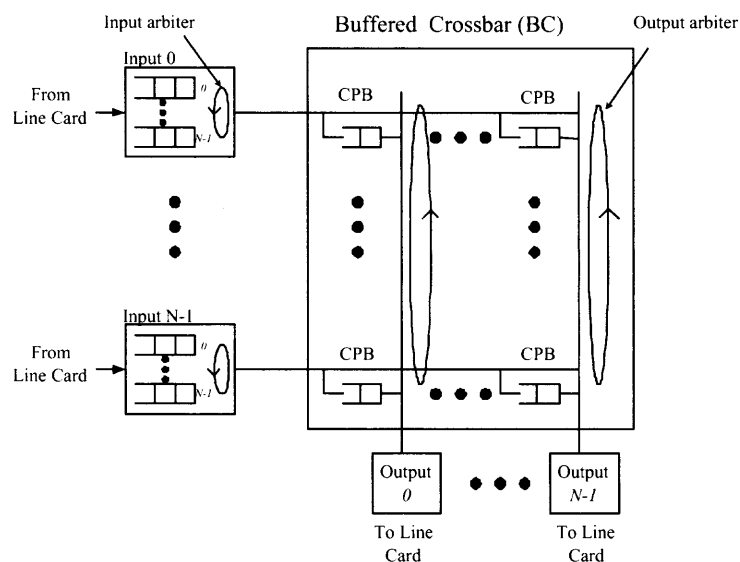 Input arbiter
Buffered Crossbar (BC)
Output arbiter
Input 0
From
Line Card
0
N-1
CPB
CPB
Input N-1
From
Line Card
0
N-1
CPB
CPB
Output
0
Output
N-1
To Line
Card
To Line
Card